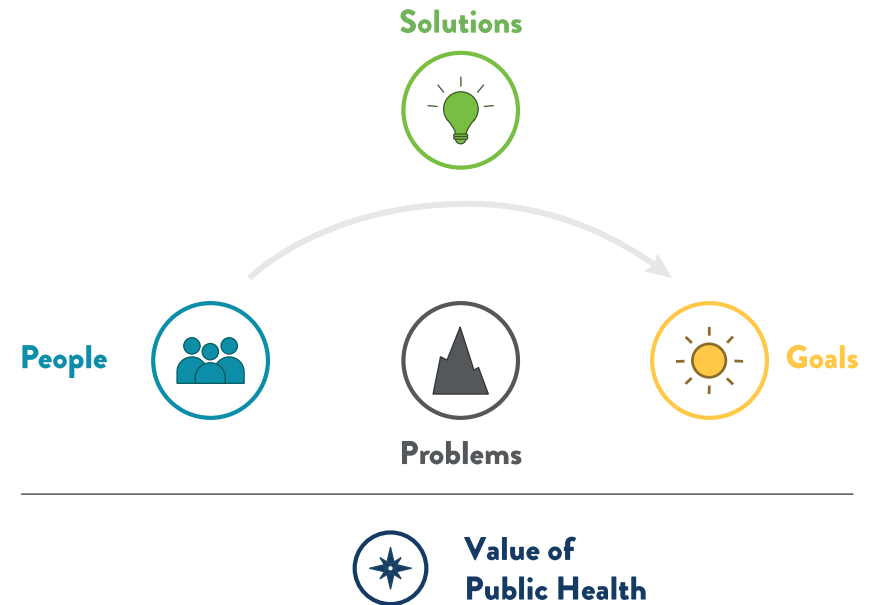 Solutions
People
Goals
Problems
Value of
Public Health